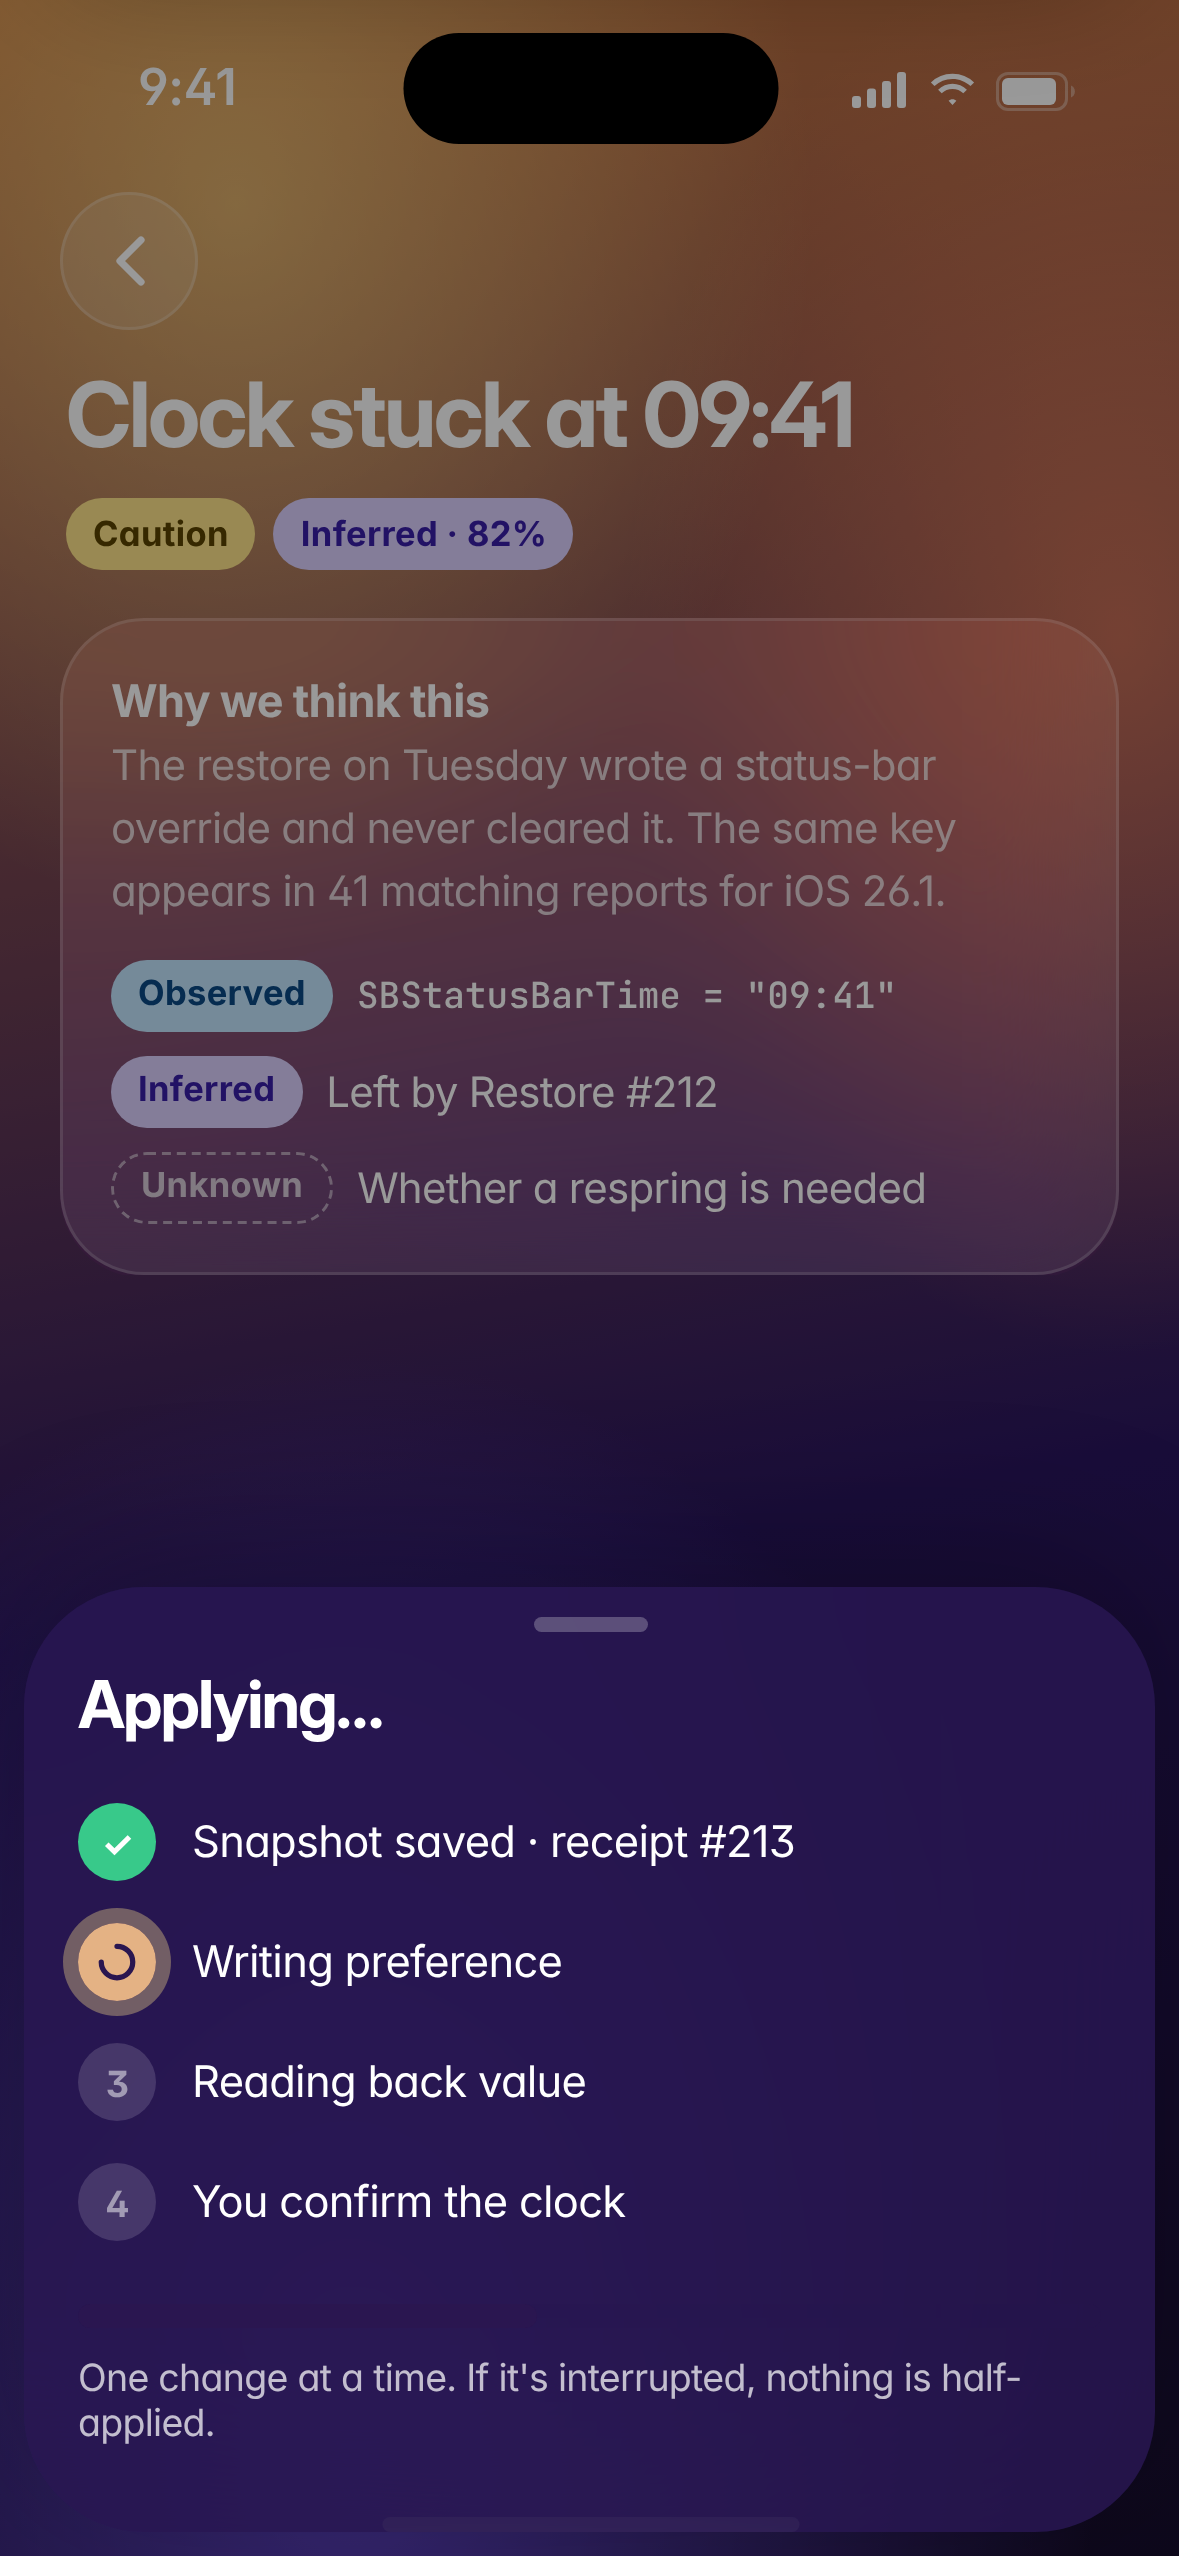 9:41
Clock stuck at 09:41
Caution
Inferred · 82%
Why we think this
The restore on Tuesday wrote a status-bar
override and never cleared it. The same key
appears in 41 matching reports for iOS 26.1.
Observed SBStatusBarTime = "09:41"
Inferred Left by Restore #212
Unknown Whether a respring is needed
Applying...
Snapshot saved · receipt #213
Writing preference
3 Reading back value
4 You confirm the clock
One change at a time. If it's interrupted, nothing is half-
applied.